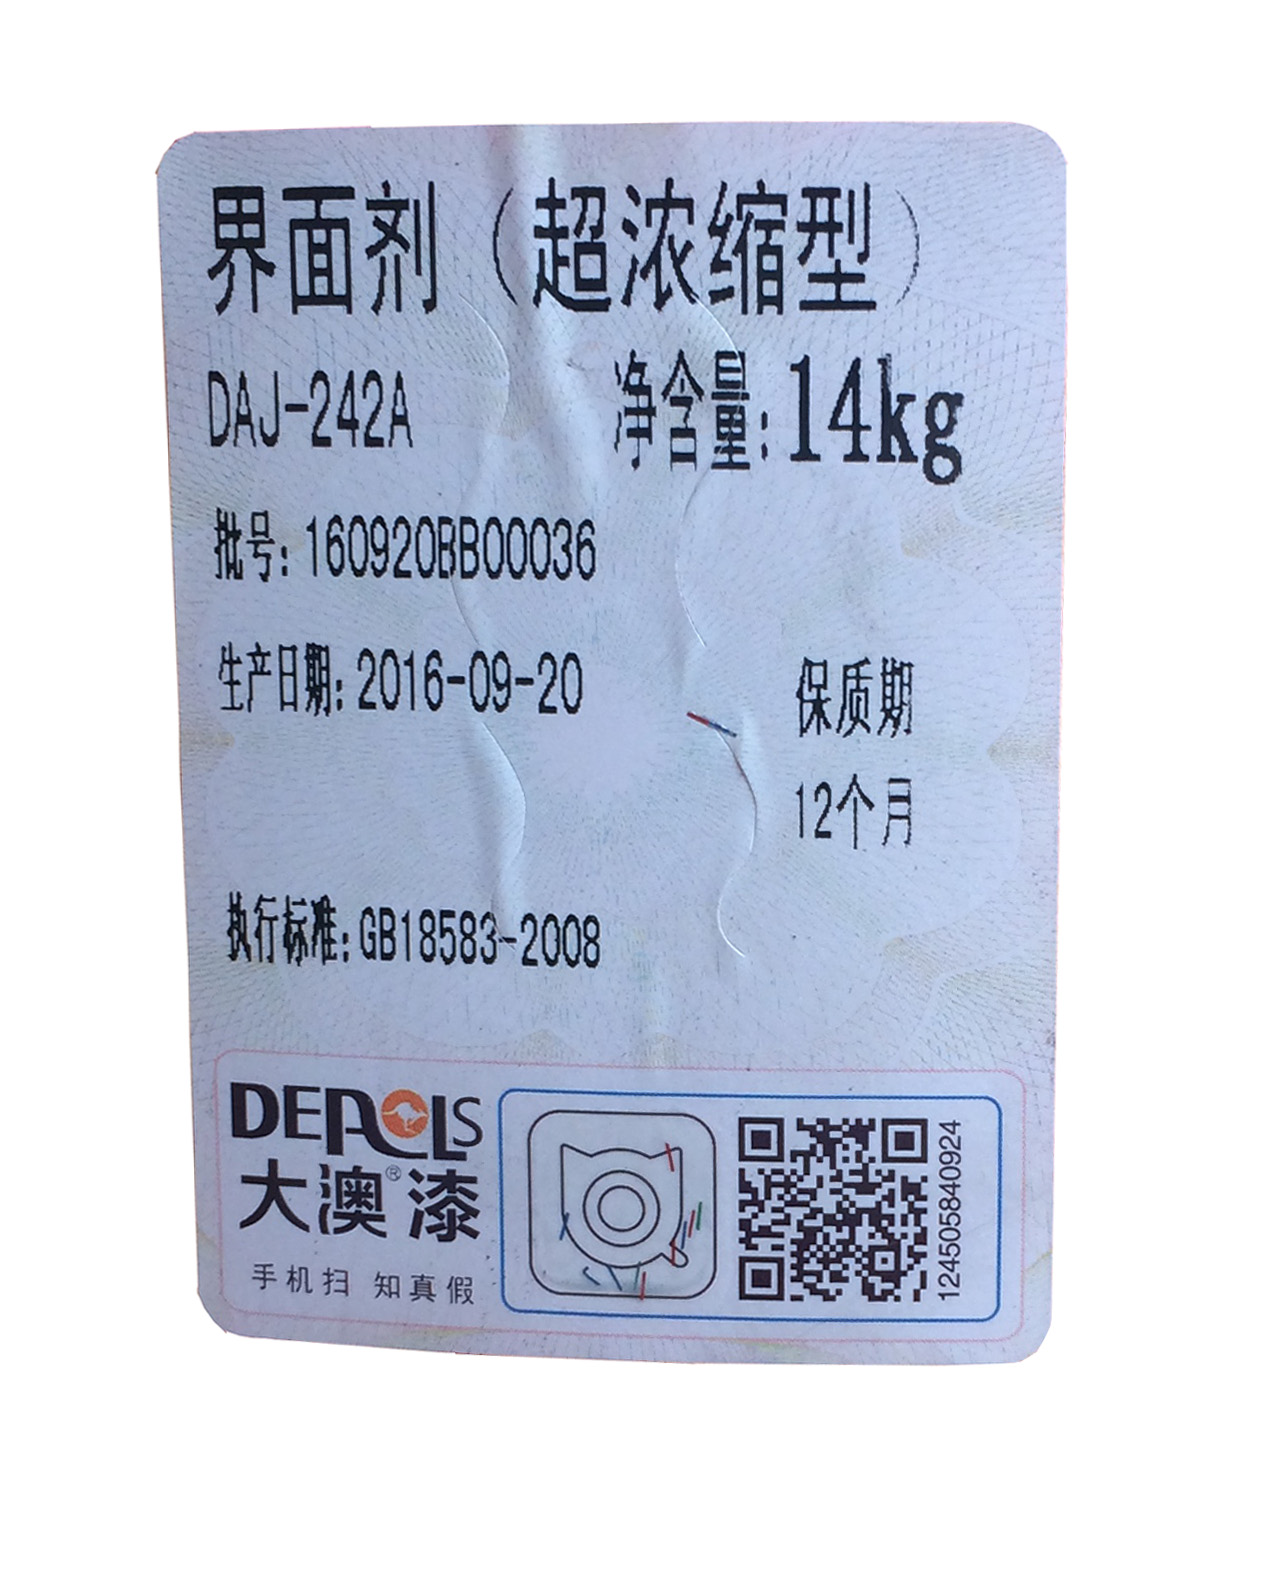 界面剂（超浓缩型）
DAJ-242A 净含量:14kg
批号:160920BB00036
生产日期:2016-09-20
保质期
12个月
执行标准:GB18583-2008
DEAOLS
大澳®漆
手机扫 知真假
124505840924